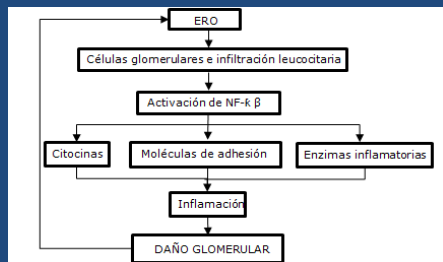 ERO
Células glomerulares e infiltración leucocitaria
Activación de NF-k β
Citocinas
Moléculas de adhesión
Enzimas inflamatorias
Inflamación
DAÑO GLOMERULAR